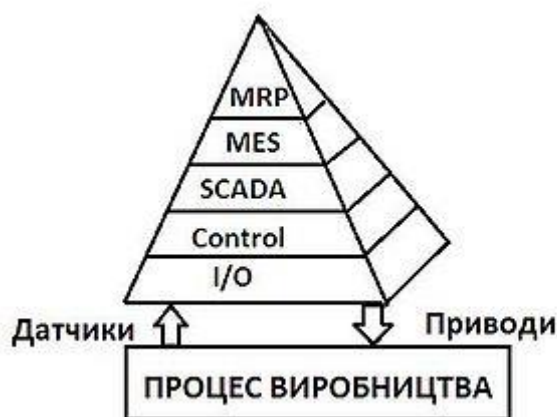 MRP
MES
SCADA
Control
I/O
Датчики
Приводи
ПРОЦЕС ВИРОБНИЦТВА